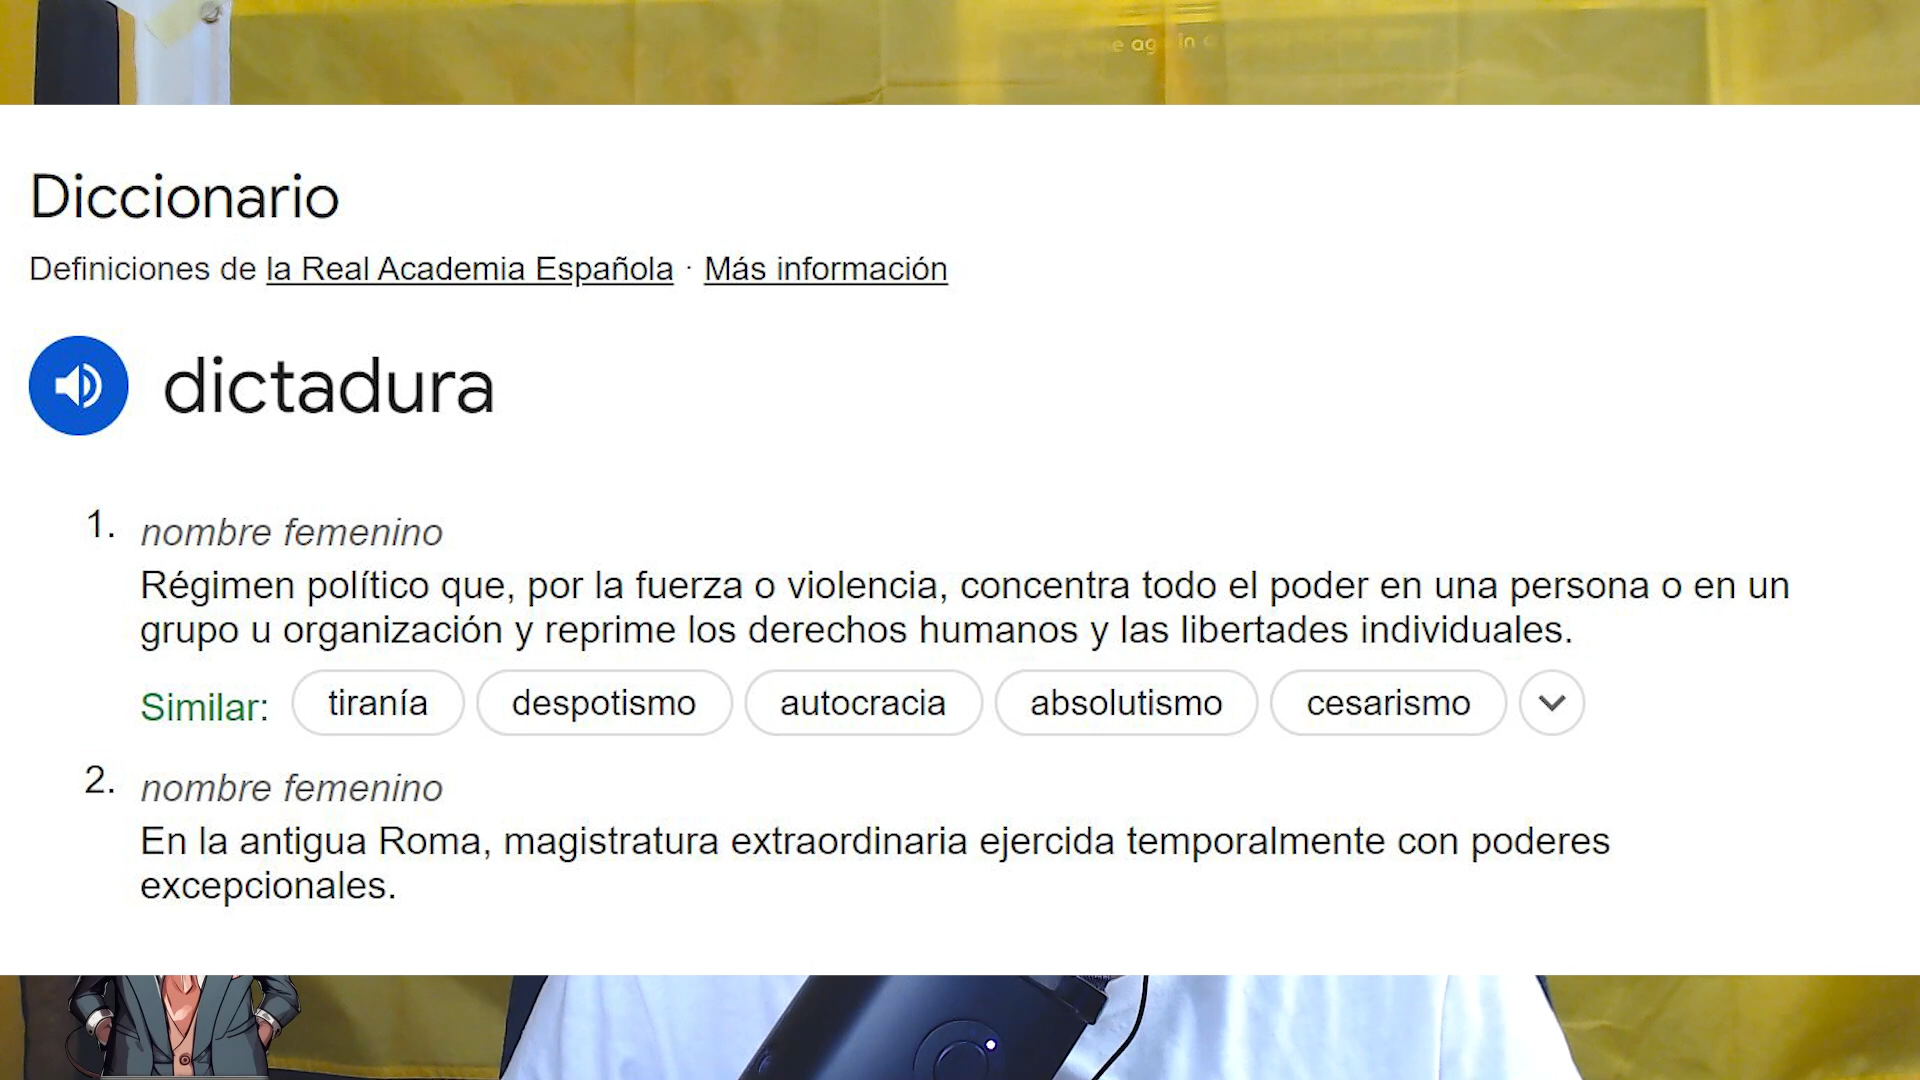 Diccionario
Definiciones de la Real Academia Española · Más información
dictadura
1. nombre femenino
Régimen político que, por la fuerza o violencia, concentra todo el poder en una persona o en un
grupo u organización y reprime los derechos humanos y las libertades individuales.
Similar: tiranía despotismo autocracia absolutismo cesarismo
2. nombre femenino
En la antigua Roma, magistratura extraordinaria ejercida temporalmente con poderes
excepcionales.